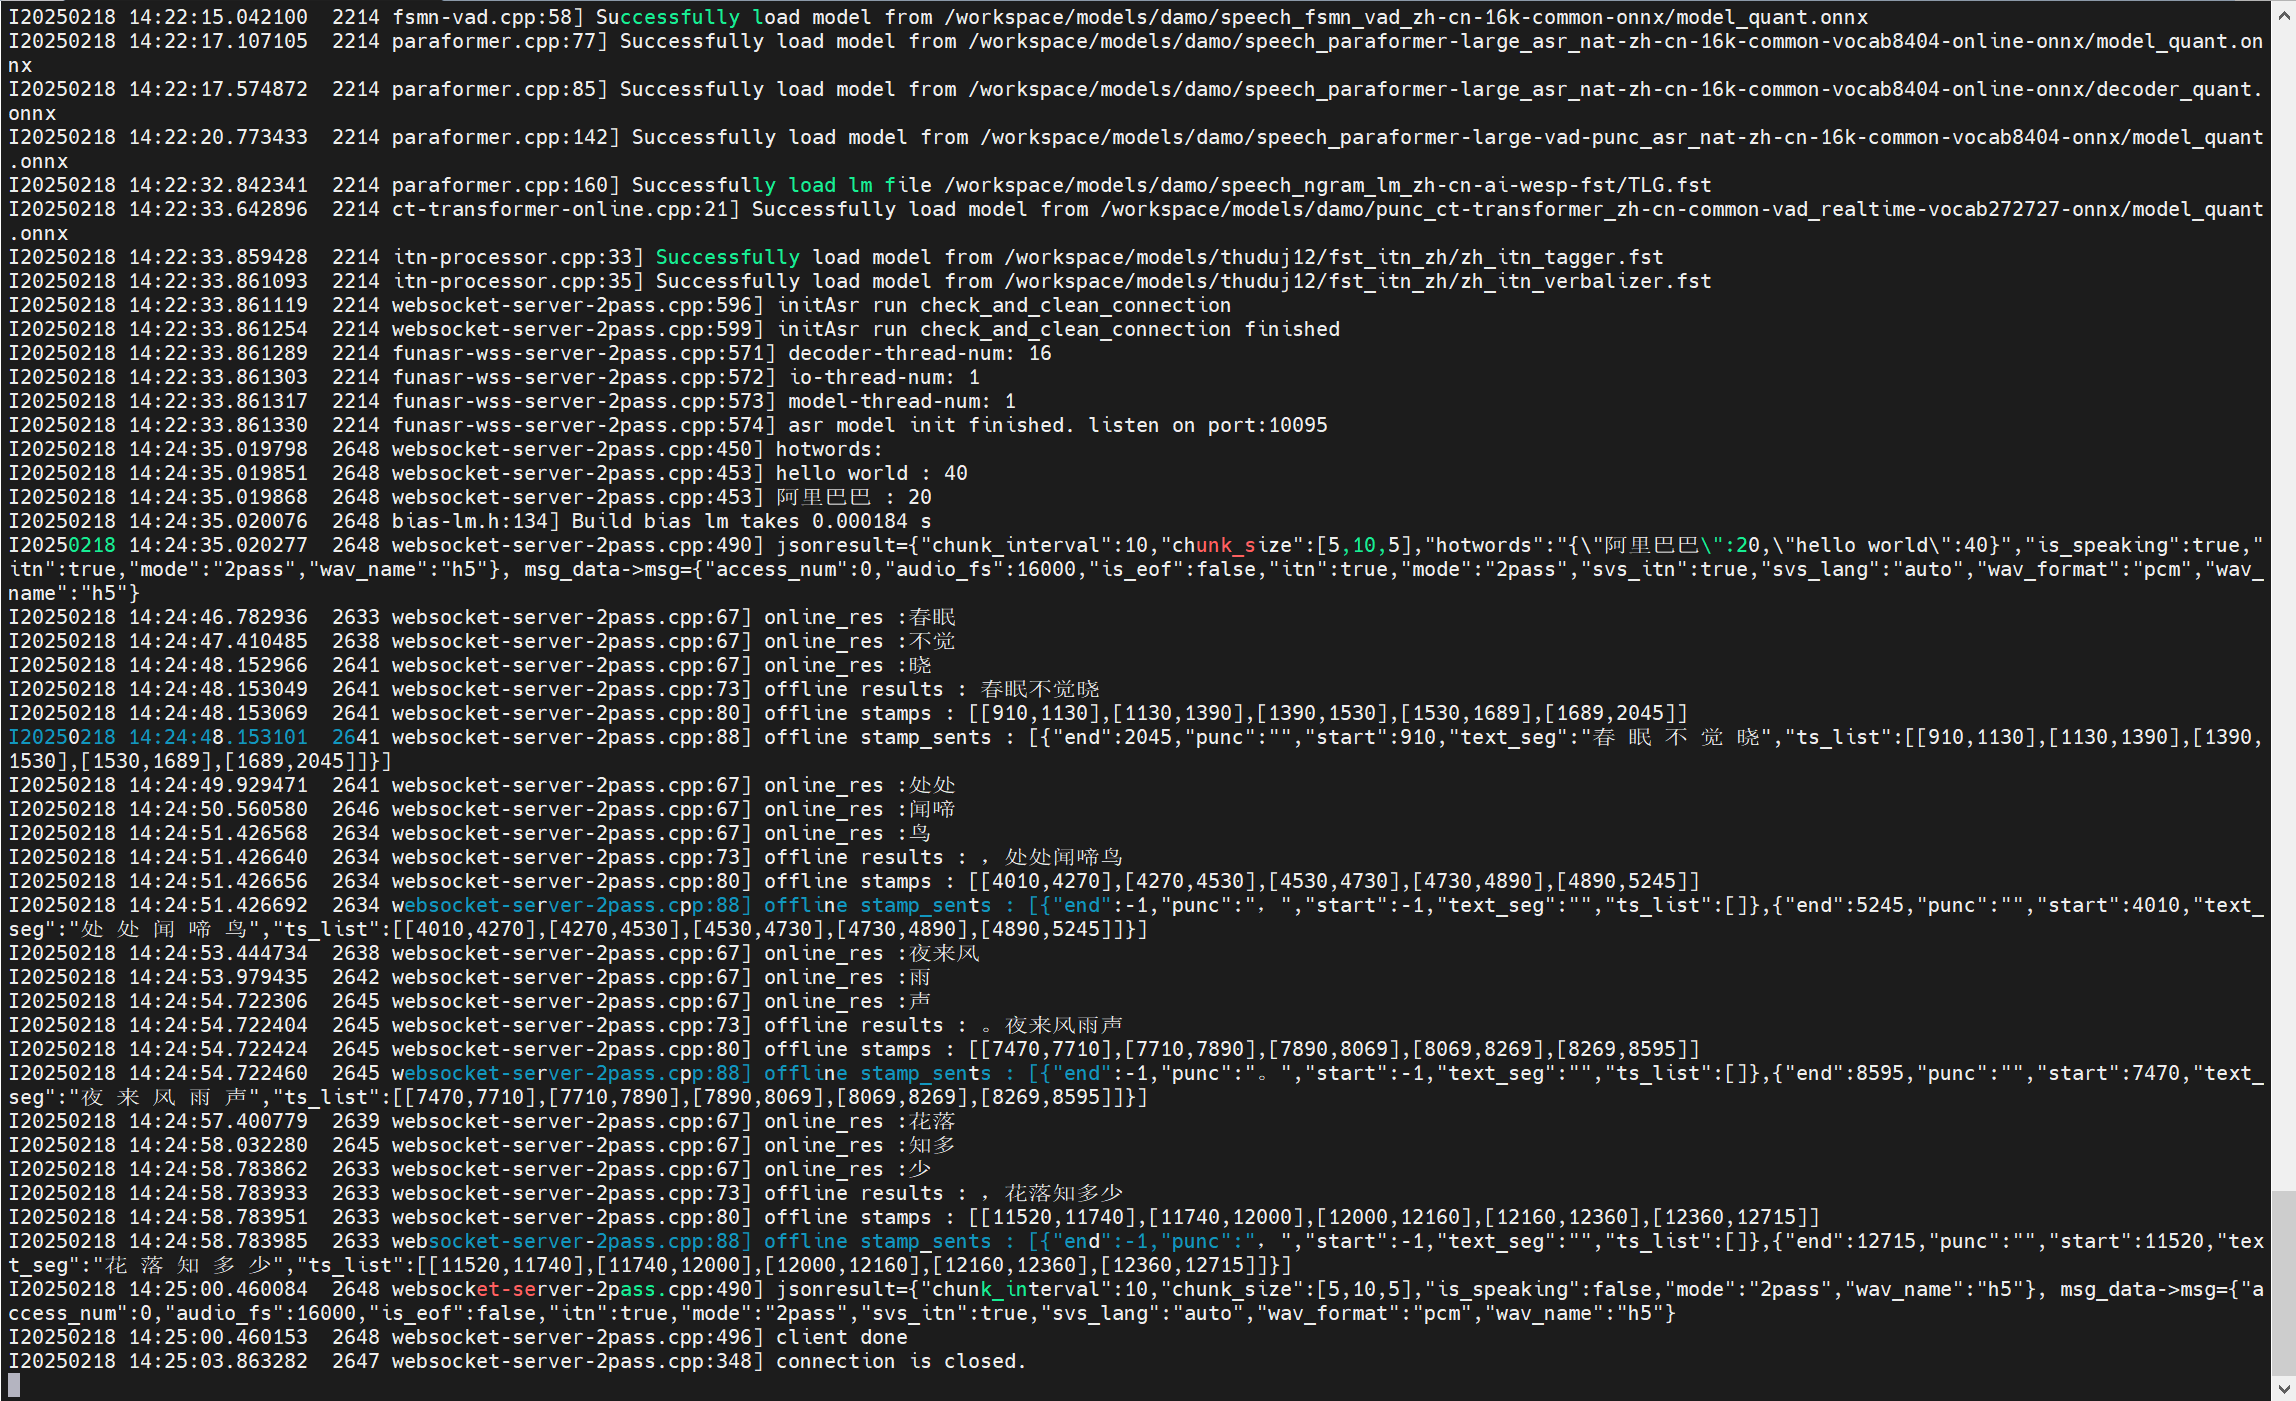 I20250218 14:22:15.042100  2214 fsmn-vad.cpp:58] Successfully load model from /workspace/models/damo/speech_fsmn_vad_zh-cn-16k-common-onnx/model_quant.onnx
I20250218 14:22:17.107105  2214 paraformer.cpp:77] Successfully load model from /workspace/models/damo/speech_paraformer-large_asr_nat-zh-cn-16k-common-vocab8404-online-onnx/model_quant.on
nx
I20250218 14:22:17.574872  2214 paraformer.cpp:85] Successfully load model from /workspace/models/damo/speech_paraformer-large_asr_nat-zh-cn-16k-common-vocab8404-online-onnx/decoder_quant.
onnx
I20250218 14:22:20.773433  2214 paraformer.cpp:142] Successfully load model from /workspace/models/damo/speech_paraformer-large-vad-punc_asr_nat-zh-cn-16k-common-vocab8404-onnx/model_quant
.onnx
I20250218 14:22:32.842341  2214 paraformer.cpp:160] Successfully load lm file /workspace/models/damo/speech_ngram_lm_zh-cn-ai-wesp-fst/TLG.fst
I20250218 14:22:33.642896  2214 ct-transformer-online.cpp:21] Successfully load model from /workspace/models/damo/punc_ct-transformer_zh-cn-common-vad_realtime-vocab272727-onnx/model_quant
.onnx
I20250218 14:22:33.859428  2214 itn-processor.cpp:33] Successfully load model from /workspace/models/thuduj12/fst_itn_zh/zh_itn_tagger.fst
I20250218 14:22:33.861093  2214 itn-processor.cpp:35] Successfully load model from /workspace/models/thuduj12/fst_itn_zh/zh_itn_verbalizer.fst
I20250218 14:22:33.861119  2214 websocket-server-2pass.cpp:596] initAsr run check_and_clean_connection
I20250218 14:22:33.861254  2214 websocket-server-2pass.cpp:599] initAsr run check_and_clean_connection finished
I20250218 14:22:33.861289  2214 funasr-wss-server-2pass.cpp:571] decoder-thread-num: 16
I20250218 14:22:33.861303  2214 funasr-wss-server-2pass.cpp:572] io-thread-num: 1
I20250218 14:22:33.861317  2214 funasr-wss-server-2pass.cpp:573] model-thread-num: 1
I20250218 14:22:33.861330  2214 funasr-wss-server-2pass.cpp:574] asr model init finished. listen on port:10095
I20250218 14:24:35.019798  2648 websocket-server-2pass.cpp:450] hotwords:
I20250218 14:24:35.019851  2648 websocket-server-2pass.cpp:453] hello world : 40
I20250218 14:24:35.019868  2648 websocket-server-2pass.cpp:453] 阿里巴巴 : 20
I20250218 14:24:35.020076  2648 bias-lm.h:134] Build bias lm takes 0.000184 s
I20250218 14:24:35.020277  2648 websocket-server-2pass.cpp:490] jsonresult={"chunk_interval":10,"chunk_size":[5,10,5],"hotwords":"{\"阿里巴巴\":20,\"hello world\":40}","is_speaking":true,"
itn":true,"mode":"2pass","wav_name":"h5"}, msg_data->msg={"access_num":0,"audio_fs":16000,"is_eof":false,"itn":true,"mode":"2pass","svs_itn":true,"svs_lang":"auto","wav_format":"pcm","wav_
name":"h5"}
I20250218 14:24:46.782936  2633 websocket-server-2pass.cpp:67] online_res :春眠
I20250218 14:24:47.410485  2638 websocket-server-2pass.cpp:67] online_res :不觉
I20250218 14:24:48.152966  2641 websocket-server-2pass.cpp:67] online_res :晓
I20250218 14:24:48.153049  2641 websocket-server-2pass.cpp:73] offline results : 春眠不觉晓
I20250218 14:24:48.153069  2641 websocket-server-2pass.cpp:80] offline stamps : [[910,1130],[1130,1390],[1390,1530],[1530,1689],[1689,2045]]
I20250218 14:24:48.153101  2641 websocket-server-2pass.cpp:88] offline stamp_sents : [{"end":2045,"punc":"","start":910,"text_seg":"春 眠 不 觉 晓","ts_list":[[910,1130],[1130,1390],[1390,
1530],[1530,1689],[1689,2045]]}]
I20250218 14:24:49.929471  2641 websocket-server-2pass.cpp:67] online_res :处处
I20250218 14:24:50.560580  2646 websocket-server-2pass.cpp:67] online_res :闻啼
I20250218 14:24:51.426568  2634 websocket-server-2pass.cpp:67] online_res :鸟
I20250218 14:24:51.426640  2634 websocket-server-2pass.cpp:73] offline results : ，处处闻啼鸟
I20250218 14:24:51.426656  2634 websocket-server-2pass.cpp:80] offline stamps : [[4010,4270],[4270,4530],[4530,4730],[4730,4890],[4890,5245]]
I20250218 14:24:51.426692  2634 websocket-server-2pass.cpp:88] offline stamp_sents : [{"end":-1,"punc":"，","start":-1,"text_seg":"","ts_list":[]},{"end":5245,"punc":"","start":4010,"text_
seg":"处 处 闻 啼 鸟","ts_list":[[4010,4270],[4270,4530],[4530,4730],[4730,4890],[4890,5245]]}]
I20250218 14:24:53.444734  2638 websocket-server-2pass.cpp:67] online_res :夜来风
I20250218 14:24:53.979435  2642 websocket-server-2pass.cpp:67] online_res :雨
I20250218 14:24:54.722306  2645 websocket-server-2pass.cpp:67] online_res :声
I20250218 14:24:54.722404  2645 websocket-server-2pass.cpp:73] offline results : 。夜来风雨声
I20250218 14:24:54.722424  2645 websocket-server-2pass.cpp:80] offline stamps : [[7470,7710],[7710,7890],[7890,8069],[8069,8269],[8269,8595]]
I20250218 14:24:54.722460  2645 websocket-server-2pass.cpp:88] offline stamp_sents : [{"end":-1,"punc":"。","start":-1,"text_seg":"","ts_list":[]},{"end":8595,"punc":"","start":7470,"text_
seg":"夜 来 风 雨 声","ts_list":[[7470,7710],[7710,7890],[7890,8069],[8069,8269],[8269,8595]]}]
I20250218 14:24:57.400779  2639 websocket-server-2pass.cpp:67] online_res :花落
I20250218 14:24:58.032280  2645 websocket-server-2pass.cpp:67] online_res :知多
I20250218 14:24:58.783862  2633 websocket-server-2pass.cpp:67] online_res :少
I20250218 14:24:58.783933  2633 websocket-server-2pass.cpp:73] offline results : ，花落知多少
I20250218 14:24:58.783951  2633 websocket-server-2pass.cpp:80] offline stamps : [[11520,11740],[11740,12000],[12000,12160],[12160,12360],[12360,12715]]
I20250218 14:24:58.783985  2633 websocket-server-2pass.cpp:88] offline stamp_sents : [{"end":-1,"punc":"，","start":-1,"text_seg":"","ts_list":[]},{"end":12715,"punc":"","start":11520,"tex
t_seg":"花 落 知 多 少","ts_list":[[11520,11740],[11740,12000],[12000,12160],[12160,12360],[12360,12715]]}]
I20250218 14:25:00.460084  2648 websocket-server-2pass.cpp:490] jsonresult={"chunk_interval":10,"chunk_size":[5,10,5],"is_speaking":false,"mode":"2pass","wav_name":"h5"}, msg_data->msg={"a
ccess_num":0,"audio_fs":16000,"is_eof":false,"itn":true,"mode":"2pass","svs_itn":true,"svs_lang":"auto","wav_format":"pcm","wav_name":"h5"}
I20250218 14:25:00.460153  2648 websocket-server-2pass.cpp:496] client done
I20250218 14:25:03.863282  2647 websocket-server-2pass.cpp:348] connection is closed.